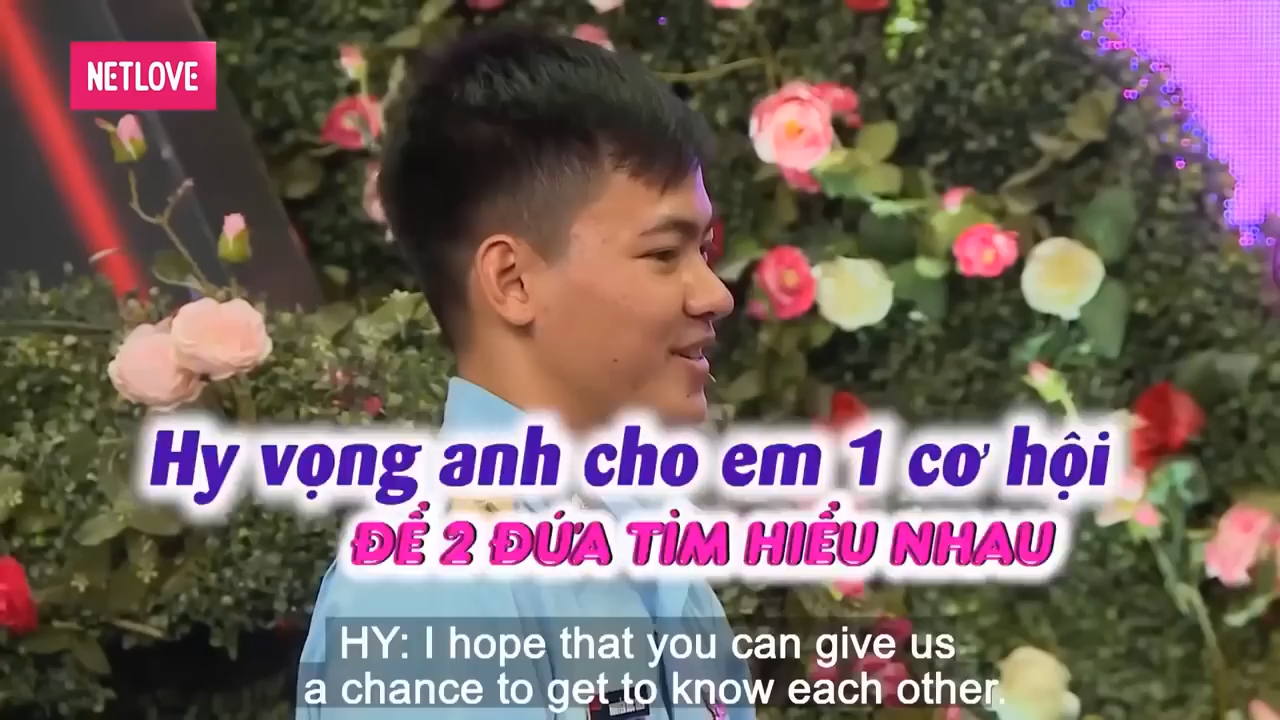 NETLOVE
Hy vọng anh cho em 1 cơ hội
ĐỂ 2 ĐỨA TÌM HIỂU NHAU
HY: I hope that you can give us
a chance to get to know each other.